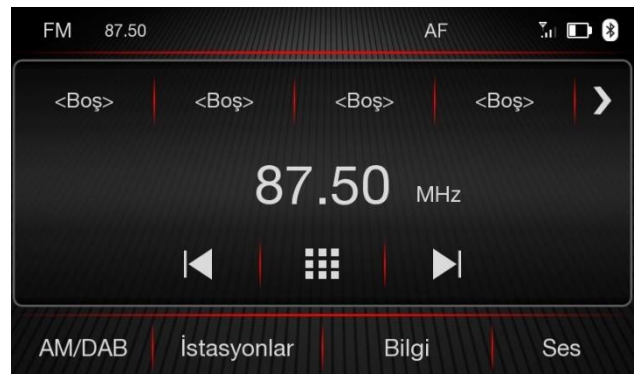 FM 87.50 AF
<Boş> <Boş> <Boş> <Boş>
87.50 MHz
AM/DAB İstasyonlar Bilgi Ses